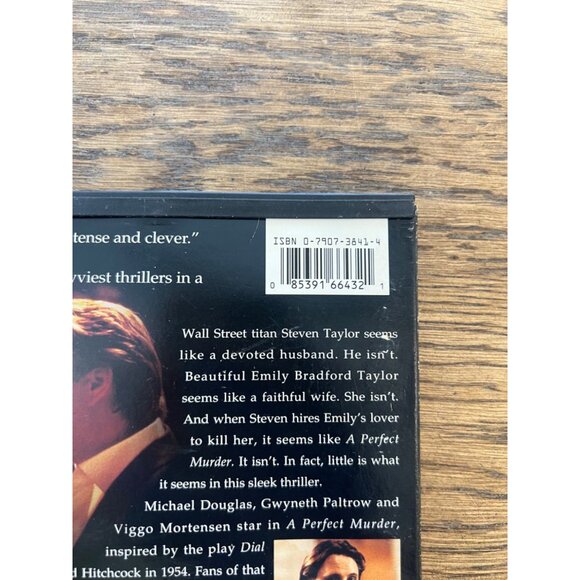 tense and clever."
ISBN 0-7907-3841-4
0 85391 66432 1
viest thrillers in a
Wall Street titan Steven Taylor seems
like a devoted husband. He isn't.
Beautiful Emily Bradford Taylor
seems like a faithful wife. She isn't.
And when Steven hires Emily's lover
to kill her, it seems like A Perfect
Murder. It isn't. In fact, little is what
it seems in this sleek thriller.
Michael Douglas, Gwyneth Paltrow and
Viggo Mortensen star in A Perfect Murder,
inspired by the play Dial
d Hitchcock in 1954. Fans of that